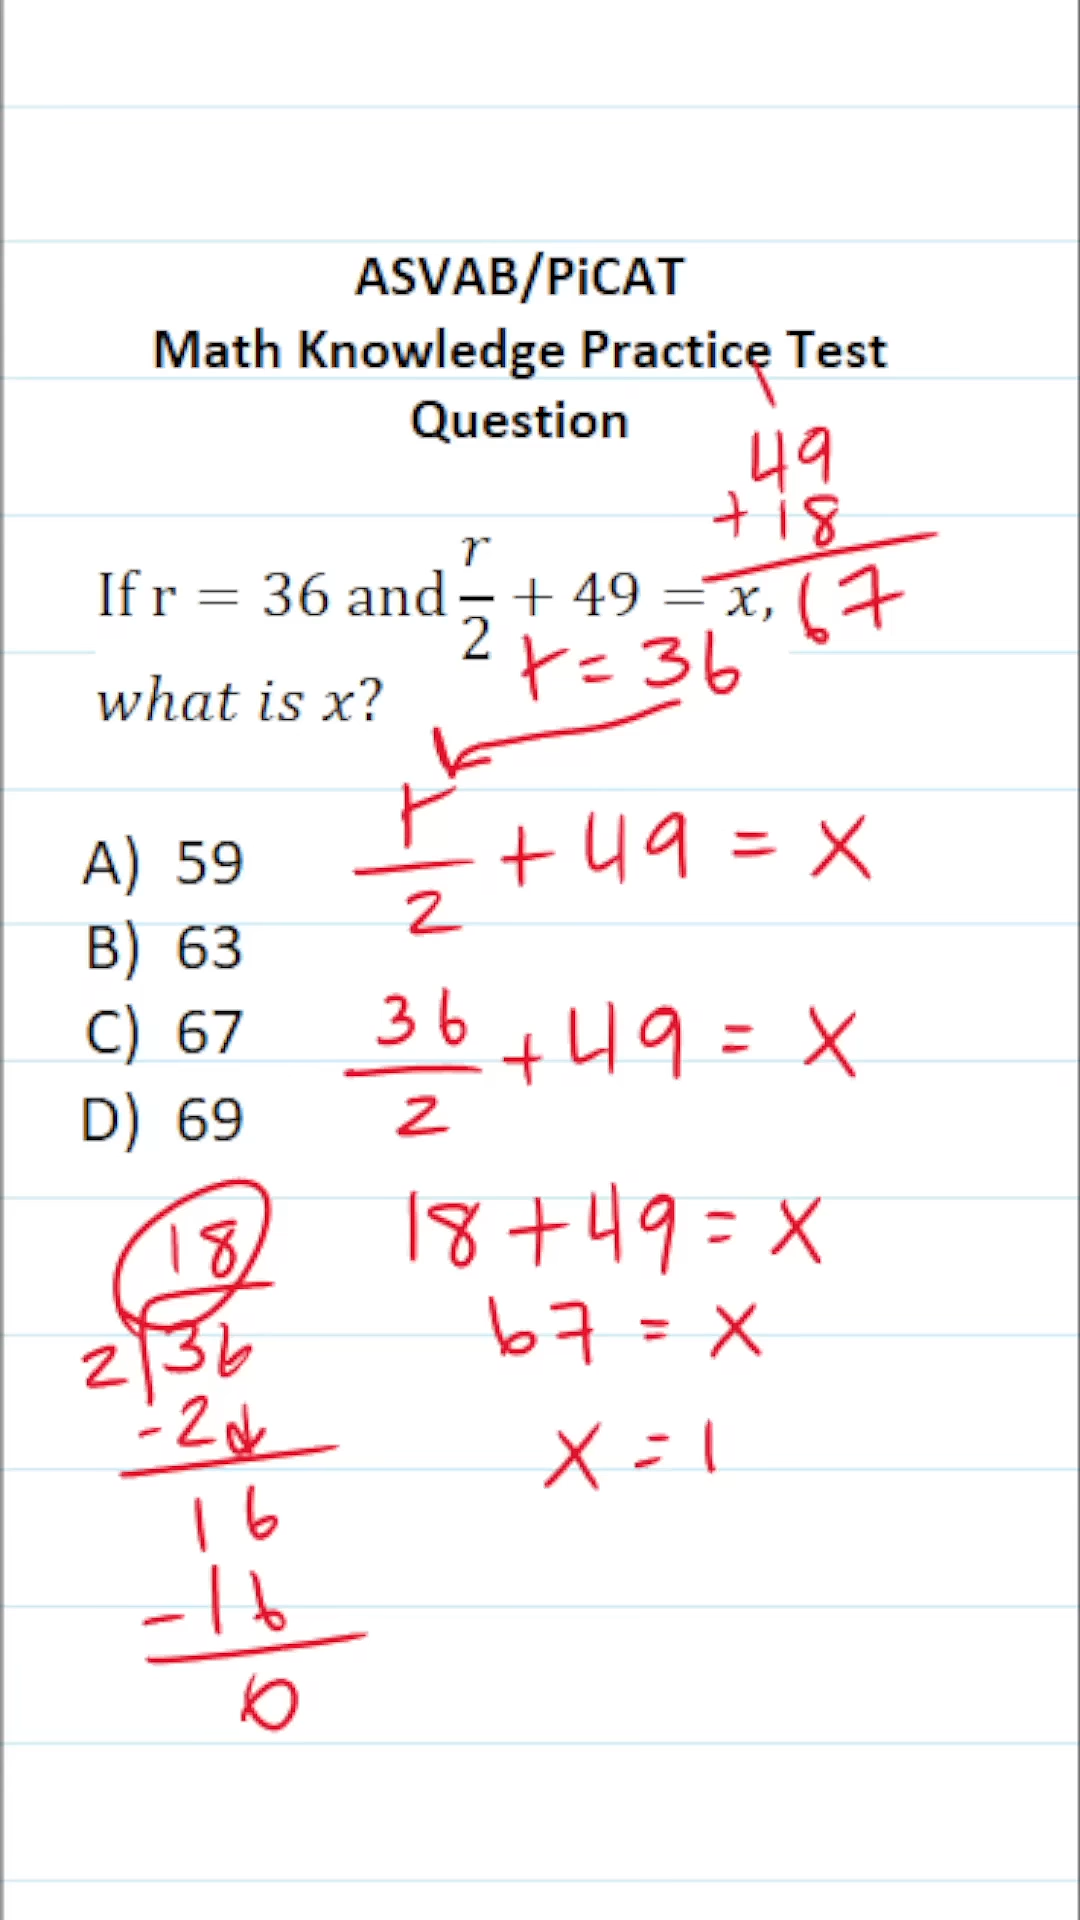 ASVAB/PiCAT
Math Knowledge Practice Test
Question
1
49
+ 18
67
If r = 36 and r/2 + 49 = x,
what is x?
r = 36
r/2 + 49 = x
A) 59
B) 63
C) 67
D) 69
36/2 + 49 = x
18 + 49 = x
67 = x
x = 1
18
2 36
- 2
16
- 16
0